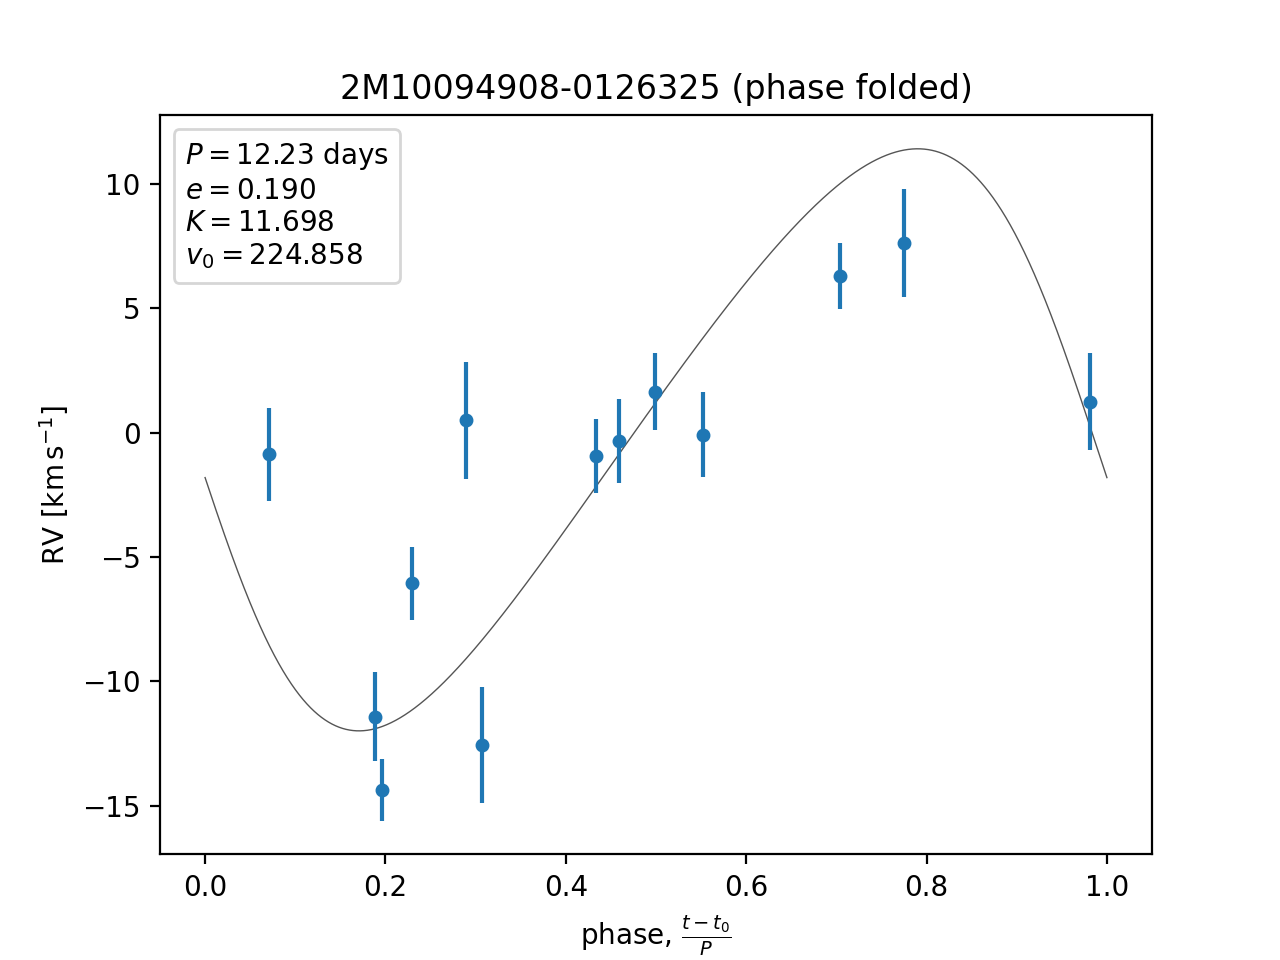 2M10094908-0126325 (phase folded)
P = 12.23 days
e = 0.190
K = 11.698
v₀ = 224.858
RV [km s⁻¹]
10
5
0
−5
−10
−15
0.0 0.2 0.4 0.6 0.8 1.0
phase, (t − t₀)/P